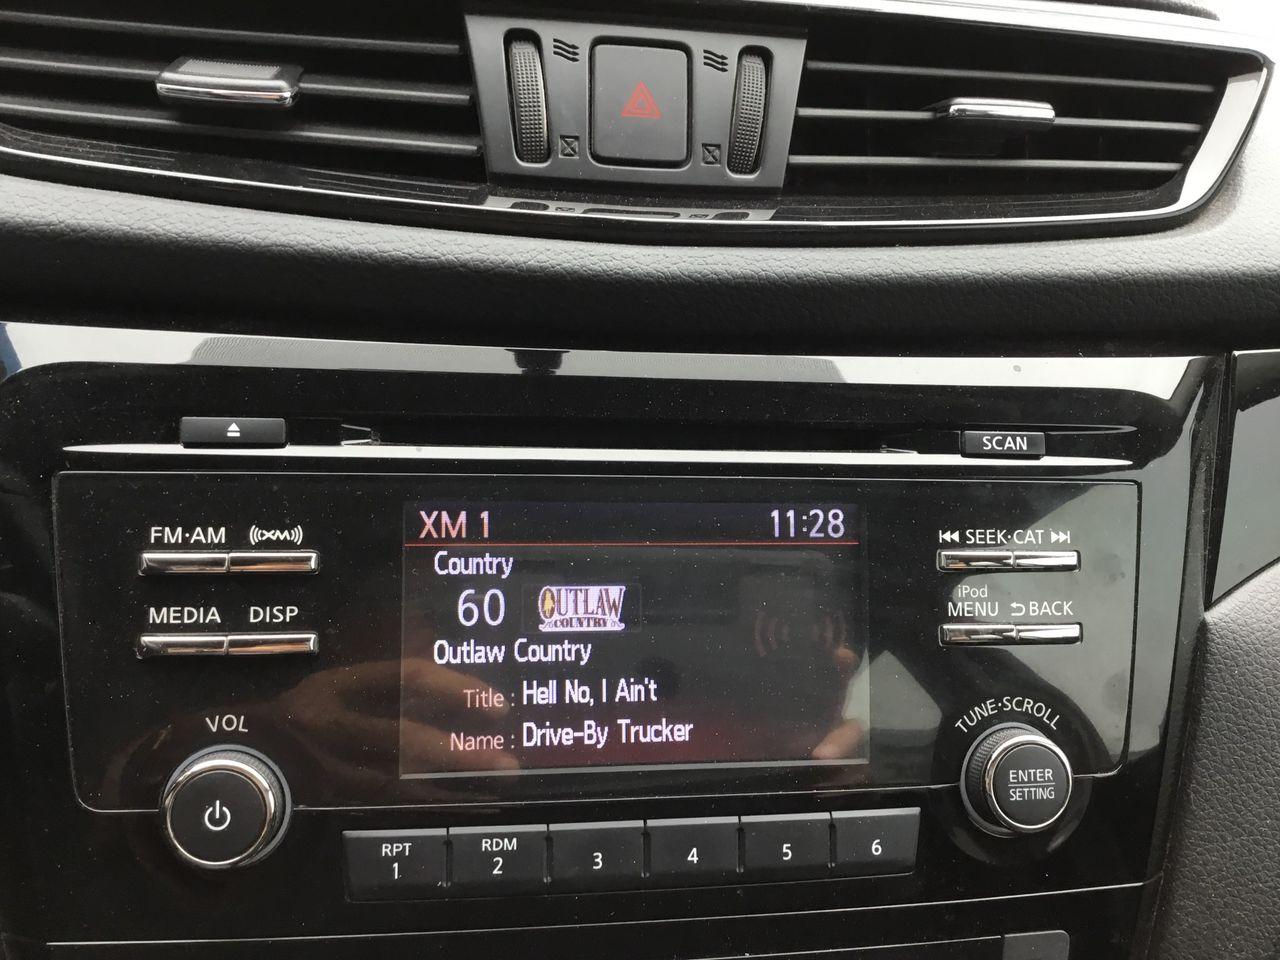 SCAN
FM·AM
XM
MEDIA
DISP
VOL
XM 1 11:28
Country
60 OUTLAW
COUNTRY
Outlaw Country
Title : Hell No, I Ain't
Name : Drive-By Trucker
SEEK·CAT
iPod
MENU BACK
TUNE·SCROLL
ENTER
SETTING
RPT
1
RDM
2
3
4
5
6